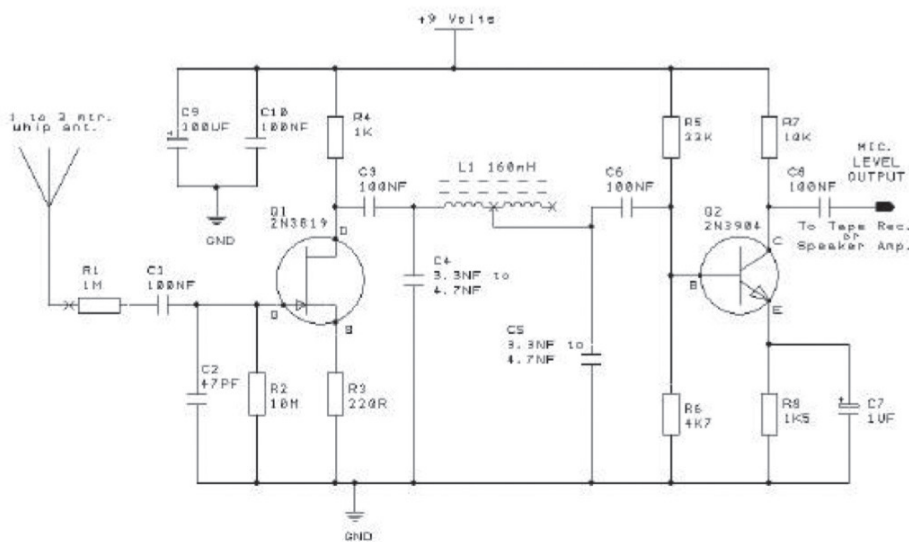 +9 Volts
1 to 3 mtr.
whip ant.
C9
100UF
C10
100NF
R4
1K
R5
R7
10K
MIC.
LEVEL
OUTPUT
C3
100NF
L1 160mH
C6
100NF
C8
100NF
GND
Q1
2N3819
D
Q2
2N3904
C
To Tape Rec.
or
Speaker Amp.
R1
1M
C1
100NF
C4
3.3NF to
4.7NF
B
G
S
E
C5
3.3NF to
4.7NF
C2
47PF
R2
10M
R3
220R
R6
4K7
R8
1K5
C7
1UF
GND